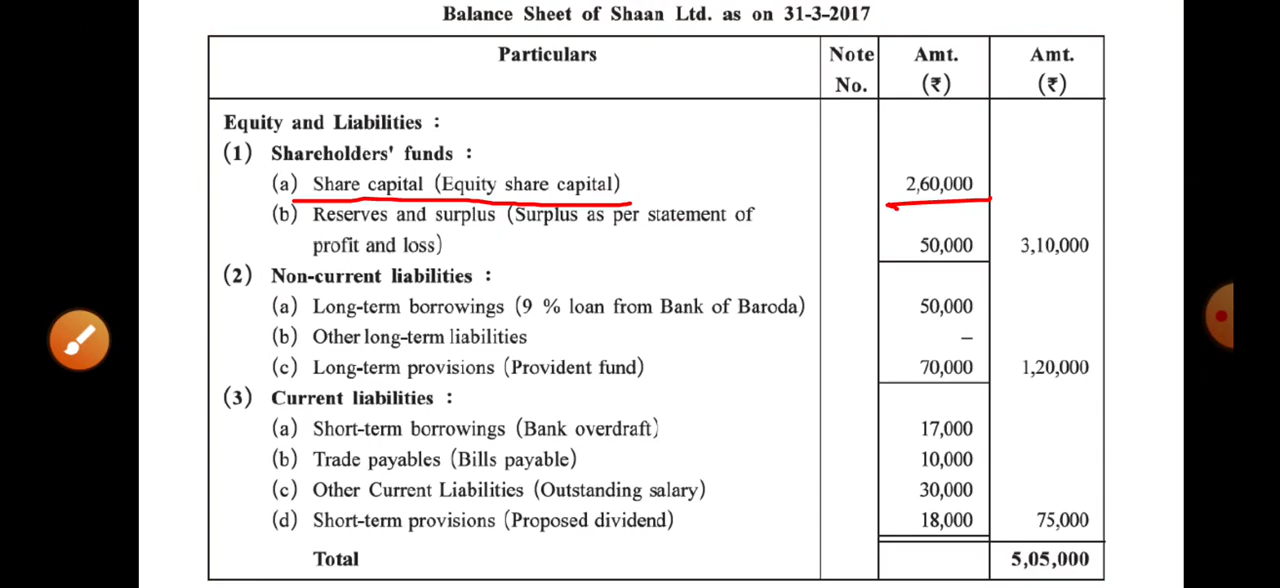 Balance Sheet of Shaan Ltd. as on 31-3-2017
Particulars Note No. Amt. (₹) Amt. (₹)
Equity and Liabilities :
(1) Shareholders' funds :
(a) Share capital (Equity share capital) 2,60,000
(b) Reserves and surplus (Surplus as per statement of
profit and loss) 50,000 3,10,000
(2) Non-current liabilities :
(a) Long-term borrowings (9 % loan from Bank of Baroda) 50,000
(b) Other long-term liabilities –
(c) Long-term provisions (Provident fund) 70,000 1,20,000
(3) Current liabilities :
(a) Short-term borrowings (Bank overdraft) 17,000
(b) Trade payables (Bills payable) 10,000
(c) Other Current Liabilities (Outstanding salary) 30,000
(d) Short-term provisions (Proposed dividend) 18,000 75,000
Total 5,05,000